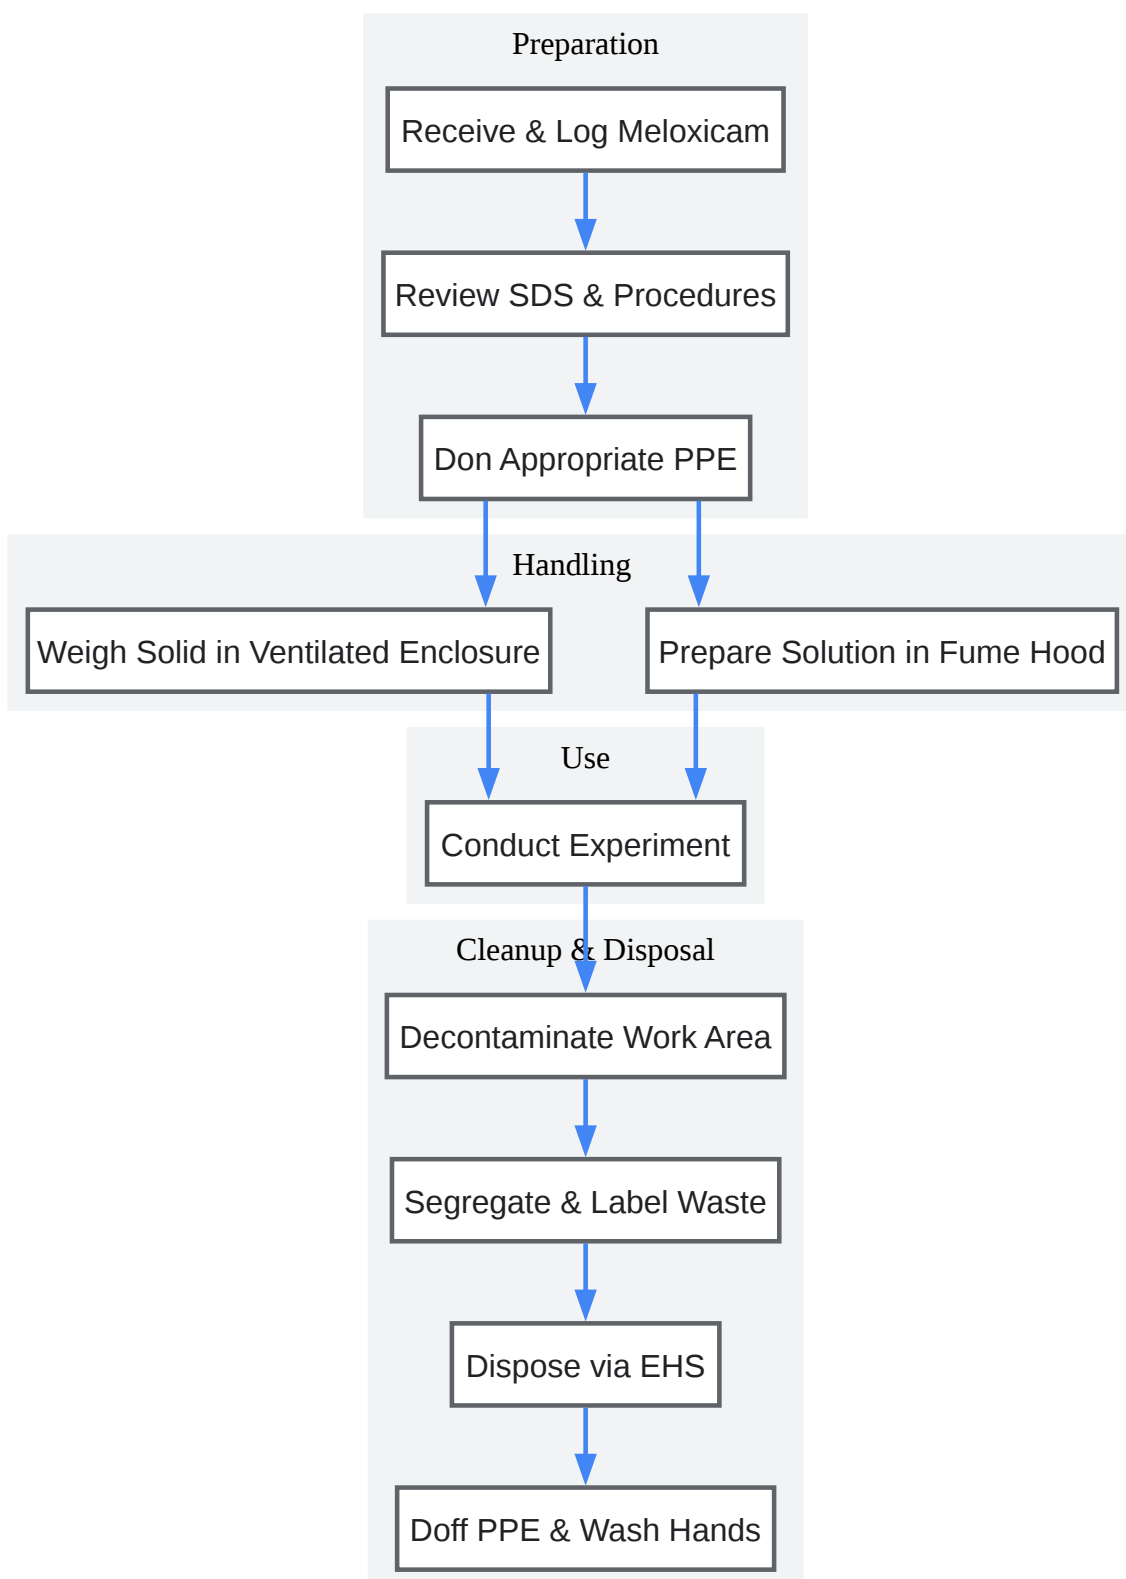 Preparation
Receive & Log Meloxicam
Review SDS & Procedures
Don Appropriate PPE
Handling
Weigh Solid in Ventilated Enclosure
Prepare Solution in Fume Hood
Use
Conduct Experiment
Cleanup & Disposal
Decontaminate Work Area
Segregate & Label Waste
Dispose via EHS
Doff PPE & Wash Hands